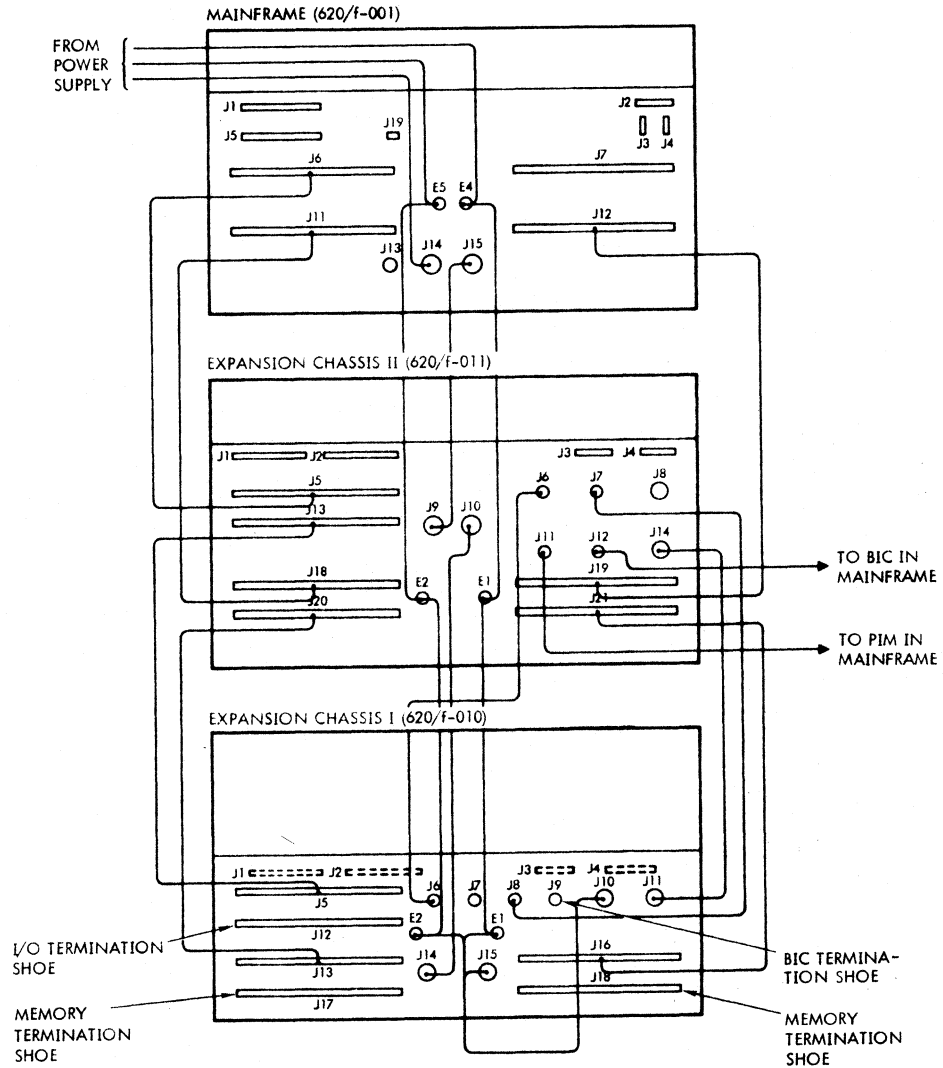 MAINFRAME (620/f-001)
FROM
POWER
SUPPLY
J1
J2
J5
J19
J3 J4
J6
J7
E5 E4
J11
J12
J13
J14
J15
EXPANSION CHASSIS II (620/f-011)
J1
J2
J3
J4
J5
J6
J7
J8
J13
J9
J10
J11
J12
J14
TO BIC IN
MAINFRAME
J18
J19
E2
E1
J20
J21
TO PIM IN
MAINFRAME
EXPANSION CHASSIS I (620/f-010)
J1
J2
J3
J4
J5
J6
J7
J8
J9
J10
J11
J12
E2
E1
I/O TERMINATION
SHOE
J13
J14
J15
J16
J18
BIC TERMINA-
TION SHOE
J17
MEMORY
TERMINATION
SHOE
MEMORY
TERMINATION
SHOE